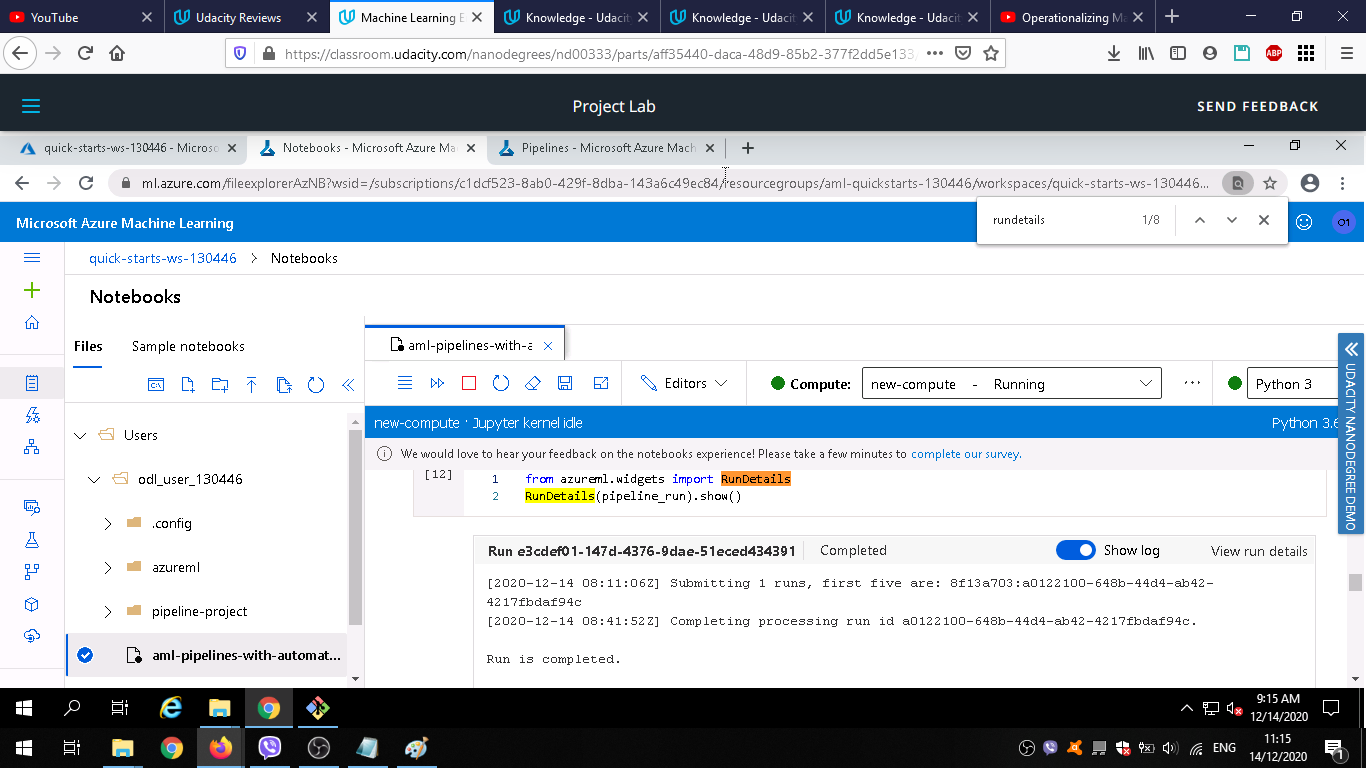 YouTube
Udacity Reviews
Machine Learning E
Knowledge - Udacit
Knowledge - Udacit
Knowledge - Udacit
Operationalizing Ma
https://classroom.udacity.com/nanodegrees/nd00333/parts/aff35440-daca-48d9-85b2-377f2dd5e133/
ABP
Project Lab
SEND FEEDBACK
quick-starts-ws-130446 - Microso
Notebooks - Microsoft Azure Ma
Pipelines - Microsoft Azure Mach
ml.azure.com/fileexplorerAzNB?wsid=/subscriptions/c1dcf523-8ab0-429f-8dba-143a6c49ec84/resourcegroups/aml-quickstarts-130446/workspaces/quick-starts-ws-130446...
rundetails 1/8
Microsoft Azure Machine Learning
O1
quick-starts-ws-130446 > Notebooks
Notebooks
Files Sample notebooks
aml-pipelines-with-a
Editors
Compute: new-compute - Running
Python 3
new-compute · Jupyter kernel idle
Python 3.6
We would love to hear your feedback on the notebooks experience! Please take a few minutes to complete our survey.
UDACITY NANODEGREE DEMO
Users
odl_user_130446
.config
azureml
pipeline-project
aml-pipelines-with-automat...
[12]
1 from azureml.widgets import RunDetails
2 RunDetails(pipeline_run).show()
Run e3cdef01-147d-4376-9dae-51eced434391 Completed Show log View run details
[2020-12-14 08:11:06Z] Submitting 1 runs, first five are: 8f13a703:a0122100-648b-44d4-ab42-
4217fbdaf94c
[2020-12-14 08:41:52Z] Completing processing run id a0122100-648b-44d4-ab42-4217fbdaf94c.
Run is completed.
9:15 AM
12/14/2020
ENG
11:15
14/12/2020
1